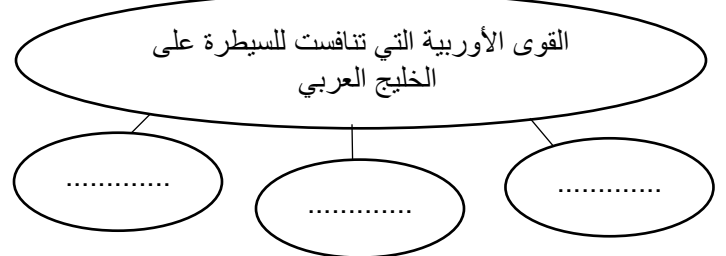 القوى الأوربية التي تنافست للسيطرة على
الخليج العربي
.............
.............
.............